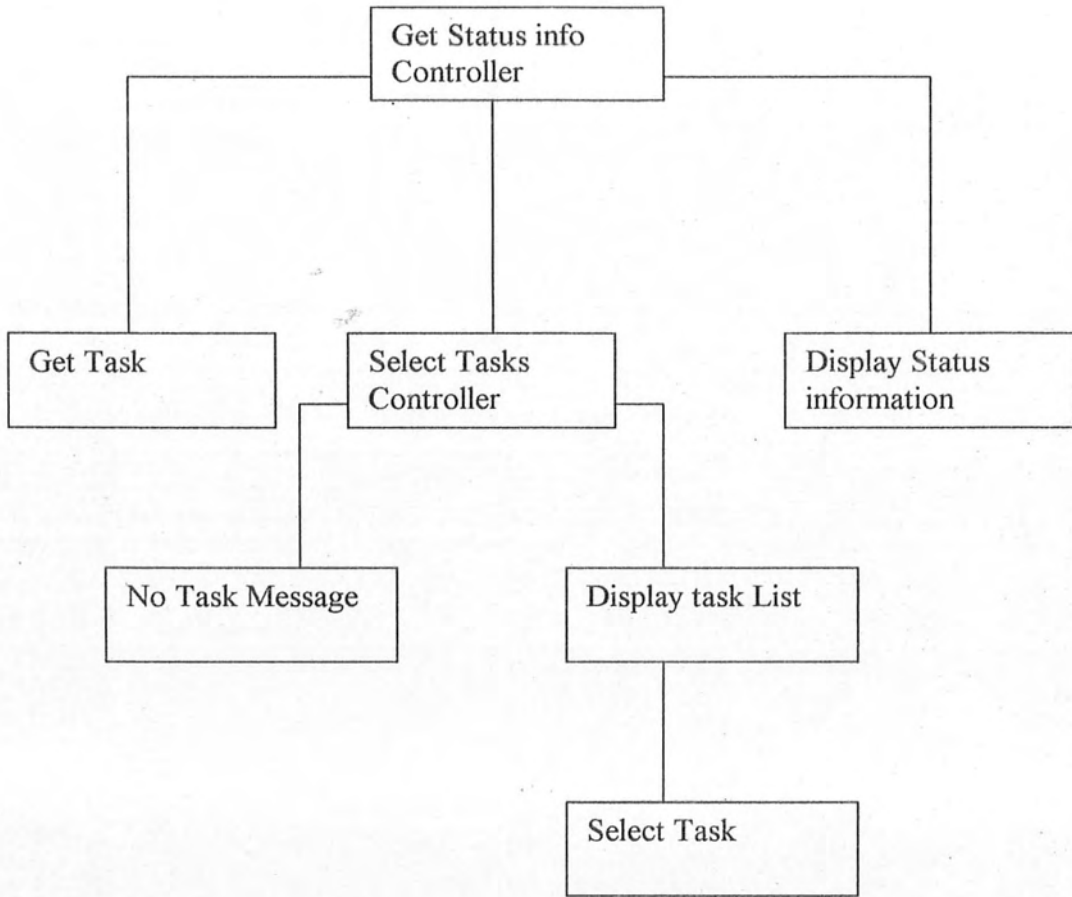 Get Status info
Controller
Get Task
Select Tasks
Controller
Display Status
information
No Task Message
Display task List
Select Task